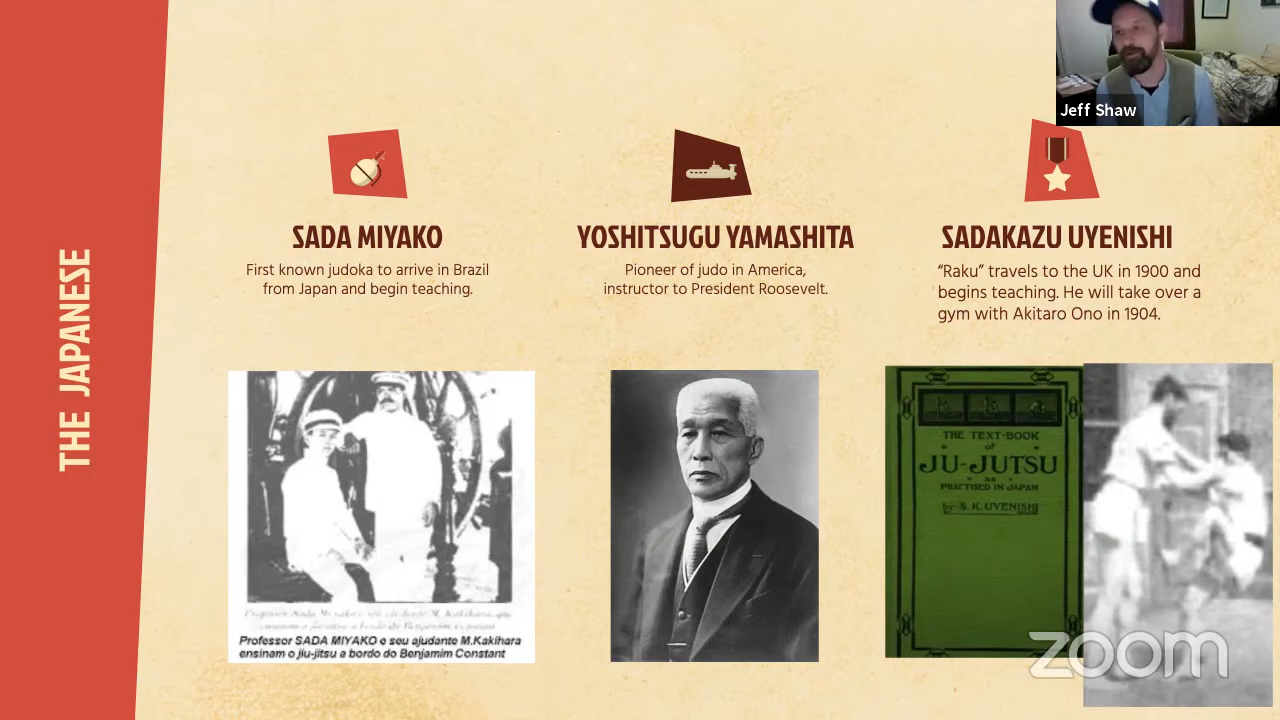 Jeff Shaw
THE JAPANESE
SADA MIYAKO
First known judoka to arrive in Brazil
from Japan and begin teaching.
YOSHITSUGU YAMASHITA
Pioneer of judo in America,
instructor to President Roosevelt.
SADAKAZU UYENISHI
“Raku” travels to the UK in 1900 and
begins teaching. He will take over a
gym with Akitaro Ono in 1904.
Professor SADA MIYAKO e seu ajudante M.Kakihara
ensinam o jiu-jitsu a bordo do Benjamim Constant
THE TEXT-BOOK
of
JU-JUTSU
as
PRACTISED IN JAPAN
by S. K. UYENISHI
zoom